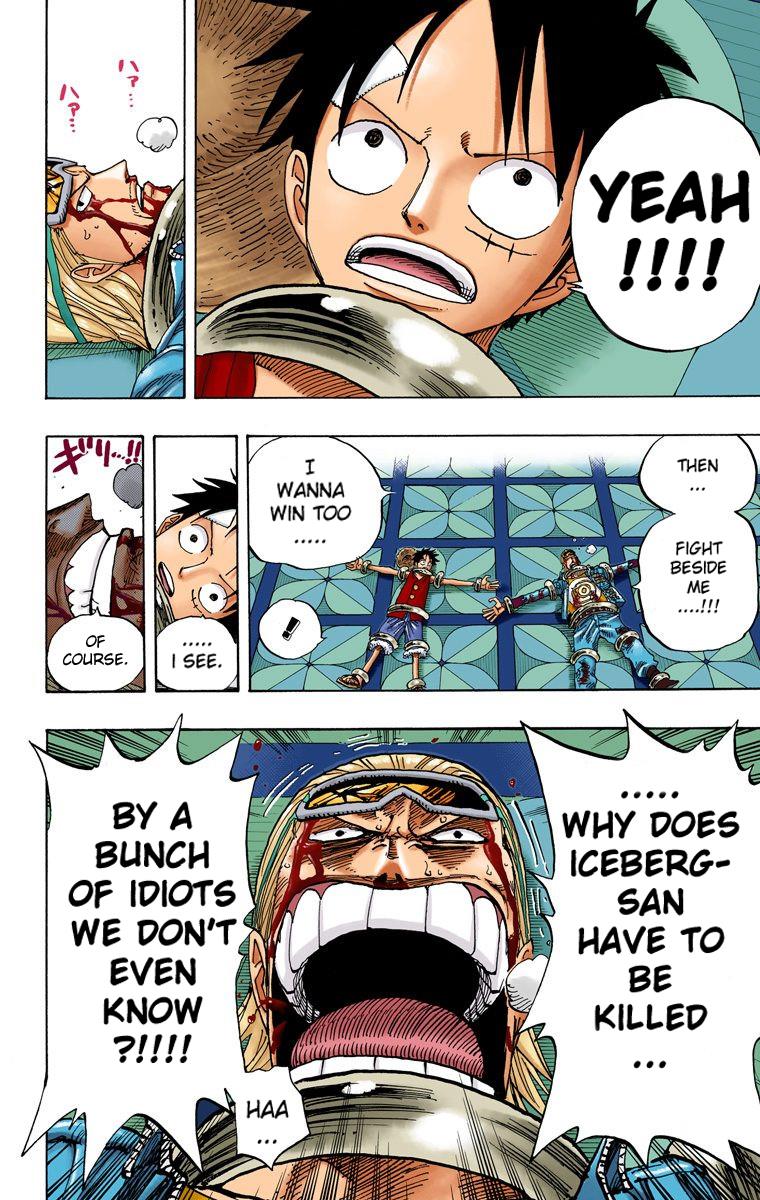 YEAH
!!!!
ハァ…
ハァ…
THEN
...
FIGHT
BESIDE
ME
....!!!
I
WANNA
WIN TOO
.....
!
.....
I SEE.
ギリ…!!
OF
COURSE.
.....
WHY DOES
ICEBERG-
SAN
HAVE TO
BE
KILLED
...
BY A
BUNCH
OF IDIOTS
WE DON'T
EVEN
KNOW
?!!!!
HAA
...